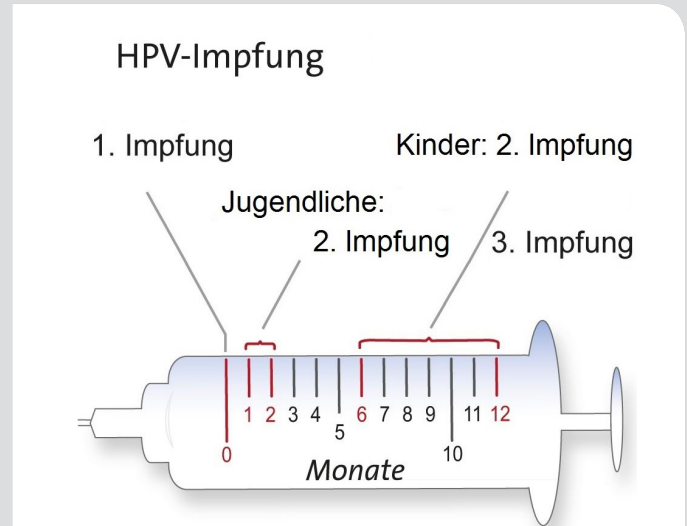 HPV-Impfung
1. Impfung
Kinder: 2. Impfung
Jugendliche:
2. Impfung
3. Impfung
0 1 2 3 4 5 6 7 8 9 10 11 12
Monate